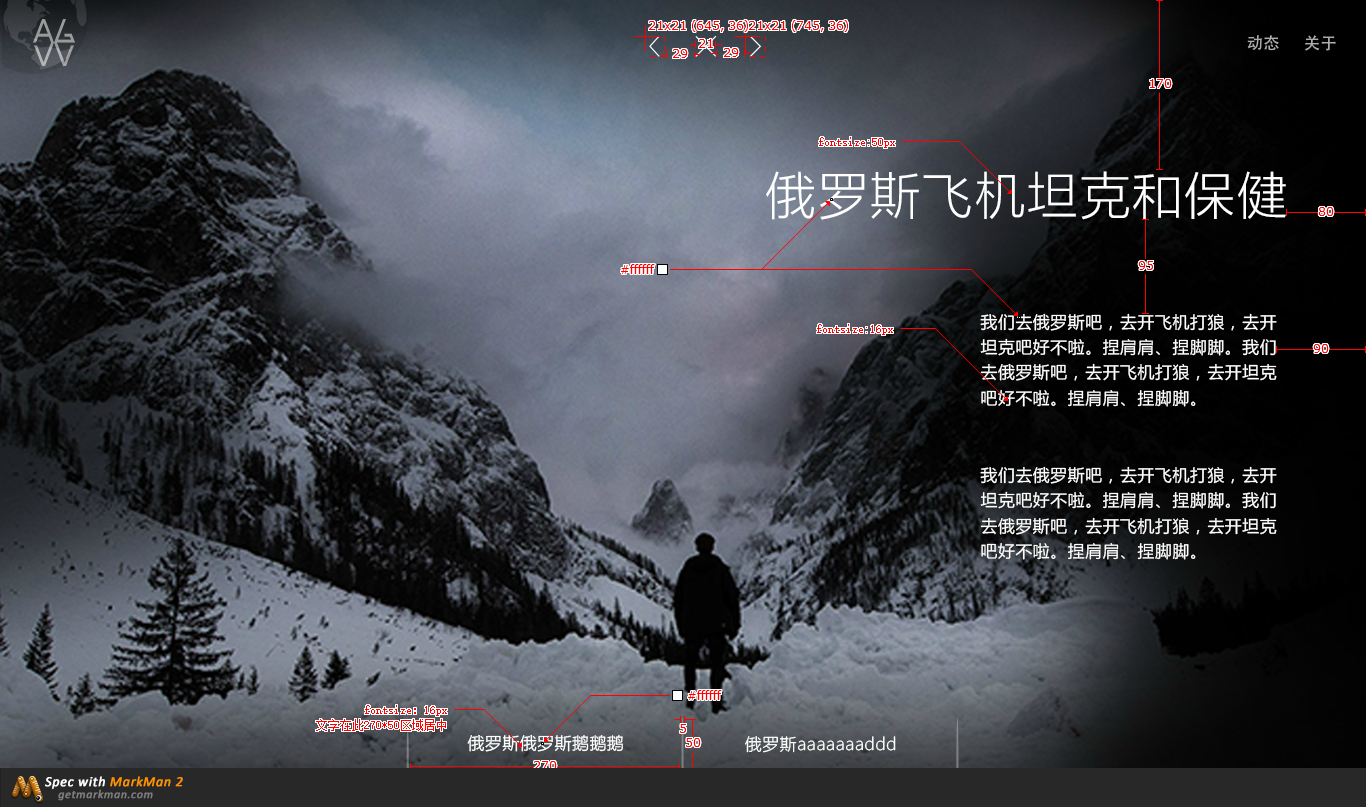 AG
W
21x21 (645, 36)
21x21 (745, 36)
21
29
29
动态
关于
170
fontsize:50px
俄罗斯飞机坦克和保健
80
#ffffff
95
我们去俄罗斯吧，去开飞机打狼，去开
坦克吧好不啦。捏肩肩、捏脚脚。我们
去俄罗斯吧，去开飞机打狼，去开坦克
吧好不啦。捏肩肩、捏脚脚。
fontsize:16px
90
我们去俄罗斯吧，去开飞机打狼，去开
坦克吧好不啦。捏肩肩、捏脚脚。我们
去俄罗斯吧，去开飞机打狼，去开坦克
吧好不啦。捏肩肩、捏脚脚。
#ffffff
fontsize: 16px
文字在此270*50区域居中
5
50
俄罗斯俄罗斯鹅鹅鹅
俄罗斯aaaaaaaddd
270
Spec with MarkMan 2
getmarkman.com